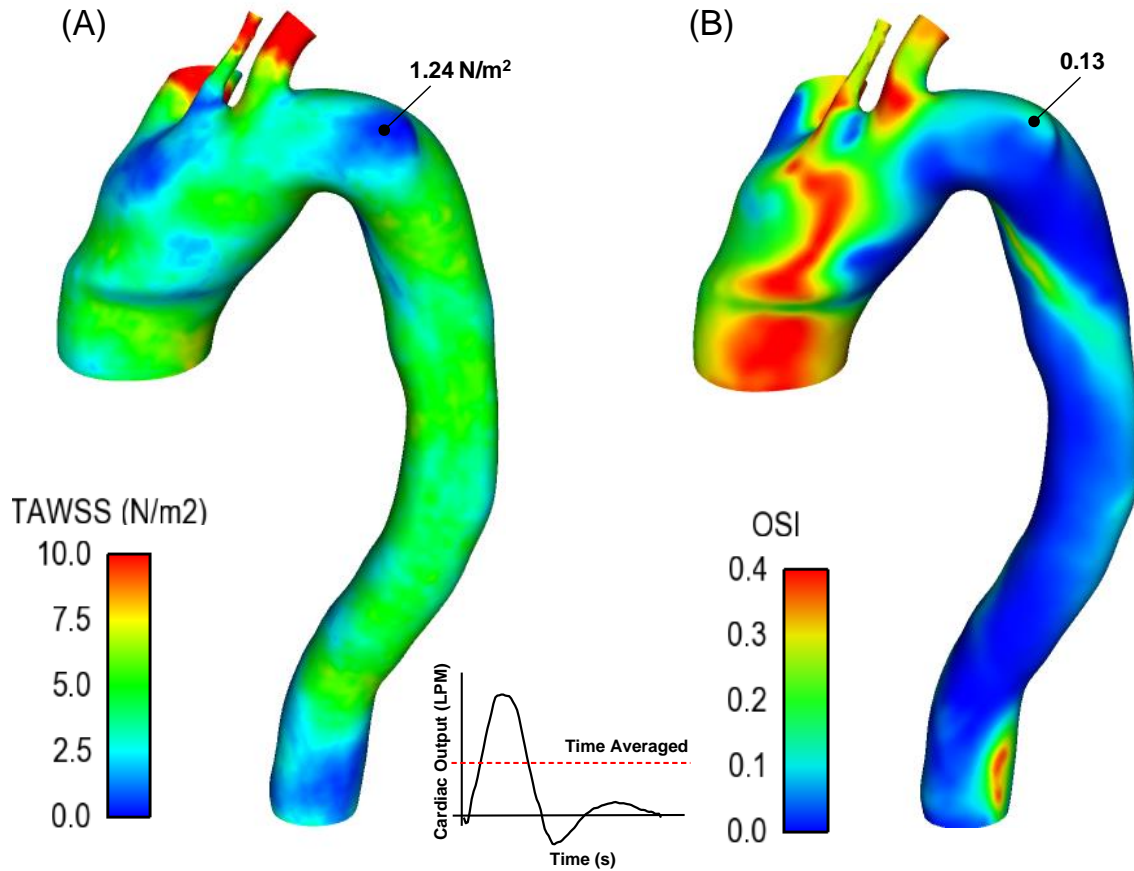 (A)
1.24 N/m²
(B)
0.13
TAWSS (N/m2)
10.0
7.5
5.0
2.5
0.0
Cardiac Output (LPM)
Time Averaged
Time (s)
OSI
0.4
0.3
0.2
0.1
0.0